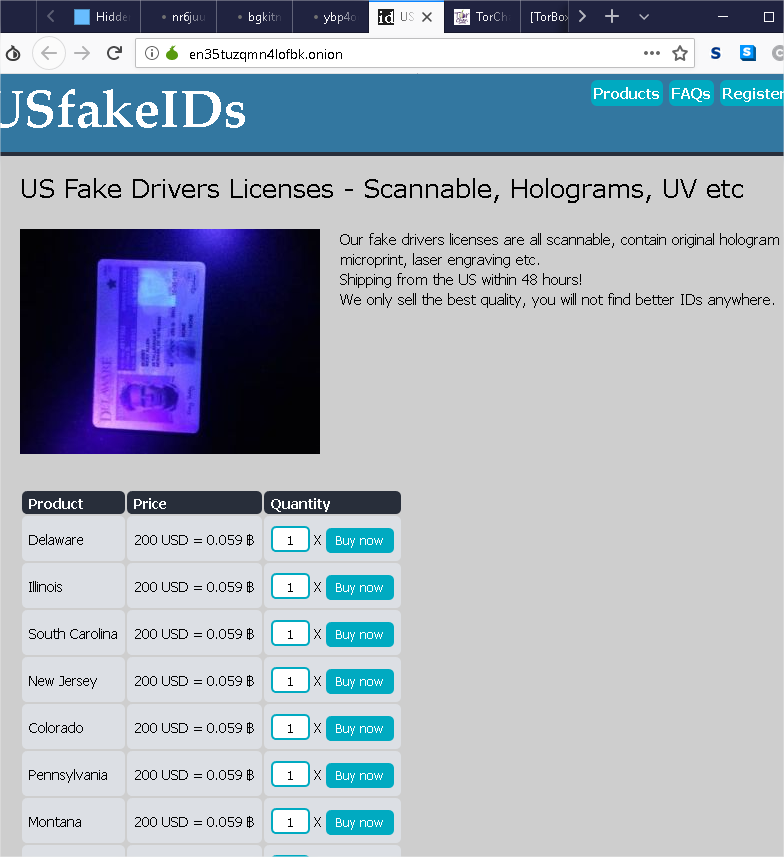 Hidde
nr6juu
bgkitn
ybp4o
id US
TorCh
[TorBox
en35tuzqmn4lofbk.onion
S
S
USfakeIDs
Products FAQs Register
US Fake Drivers Licenses - Scannable, Holograms, UV etc
Our fake drivers licenses are all scannable, contain original hologram
microprint, laser engraving etc.
Shipping from the US within 48 hours!
We only sell the best quality, you will not find better IDs anywhere.
DELAWARE
Product Price Quantity
Delaware 200 USD = 0.059 ฿ 1 X Buy now
Illinois 200 USD = 0.059 ฿ 1 X Buy now
South Carolina 200 USD = 0.059 ฿ 1 X Buy now
New Jersey 200 USD = 0.059 ฿ 1 X Buy now
Colorado 200 USD = 0.059 ฿ 1 X Buy now
Pennsylvania 200 USD = 0.059 ฿ 1 X Buy now
Montana 200 USD = 0.059 ฿ 1 X Buy now